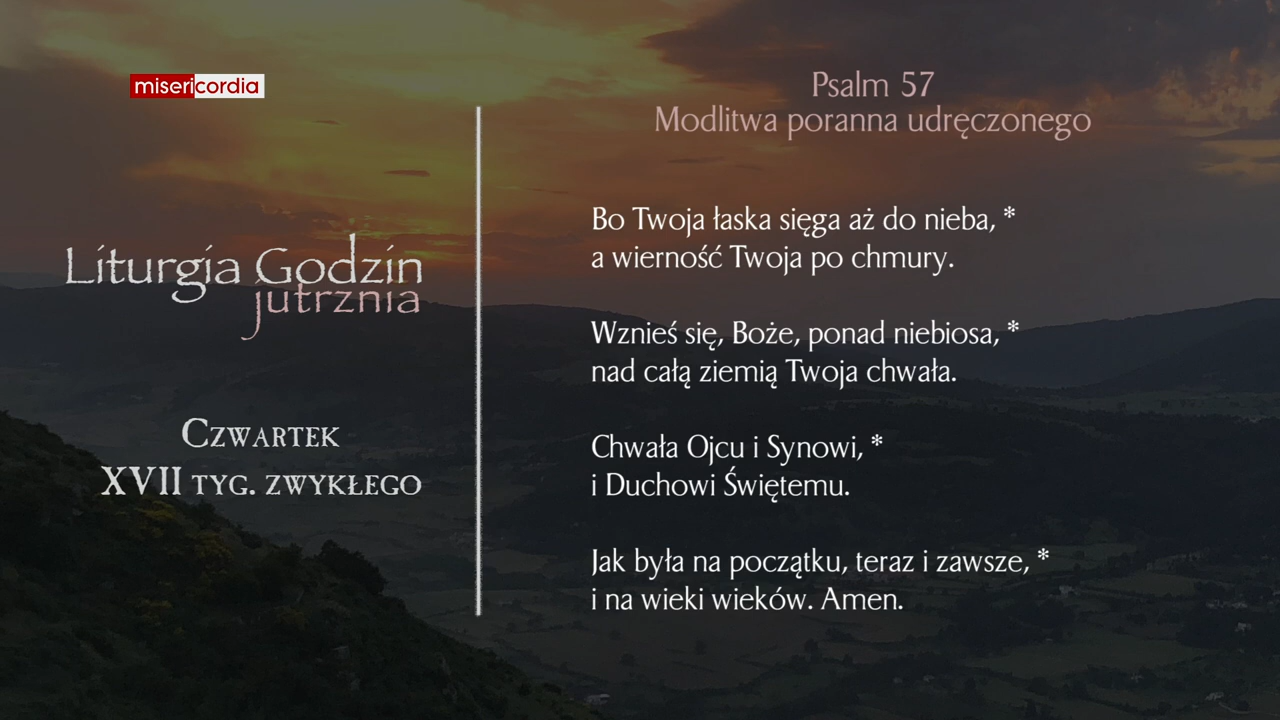 misericordia
Liturgia Godzin
jutrznia
Czwartek
XVII tyg. zwykłego
Psalm 57
Modlitwa poranna udręczonego
Bo Twoja łaska sięga aż do nieba, *
a wierność Twoja po chmury.
Wznieś się, Boże, ponad niebiosa, *
nad całą ziemią Twoja chwała.
Chwała Ojcu i Synowi, *
i Duchowi Świętemu.
Jak była na początku, teraz i zawsze, *
i na wieki wieków. Amen.